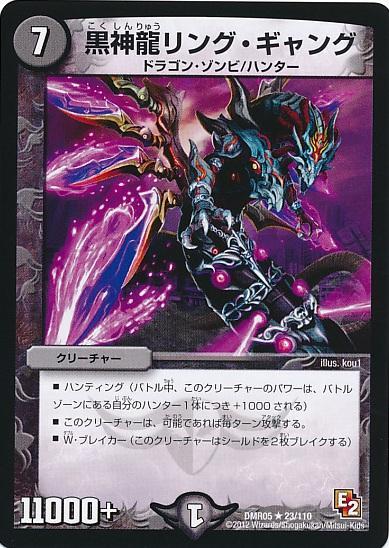 7
こくしんりゅう
黒神龍リング・ギャング
ドラゴン・ゾンビ/ハンター
illus. kou1
クリーチャー
■ ハンティング（バトル中、このクリーチャーのパワーは、バトル
ゾーンにある自分のハンター1体につき+1000される）
■ このクリーチャーは、可能であれば毎ターン攻撃する。
■ W・ブレイカー（このクリーチャーはシールドを2枚ブレイクする）
11000+
E2
DMR05 ★ 23/110
©2012 Wizards/Shogakukan/Mitsui-Kids